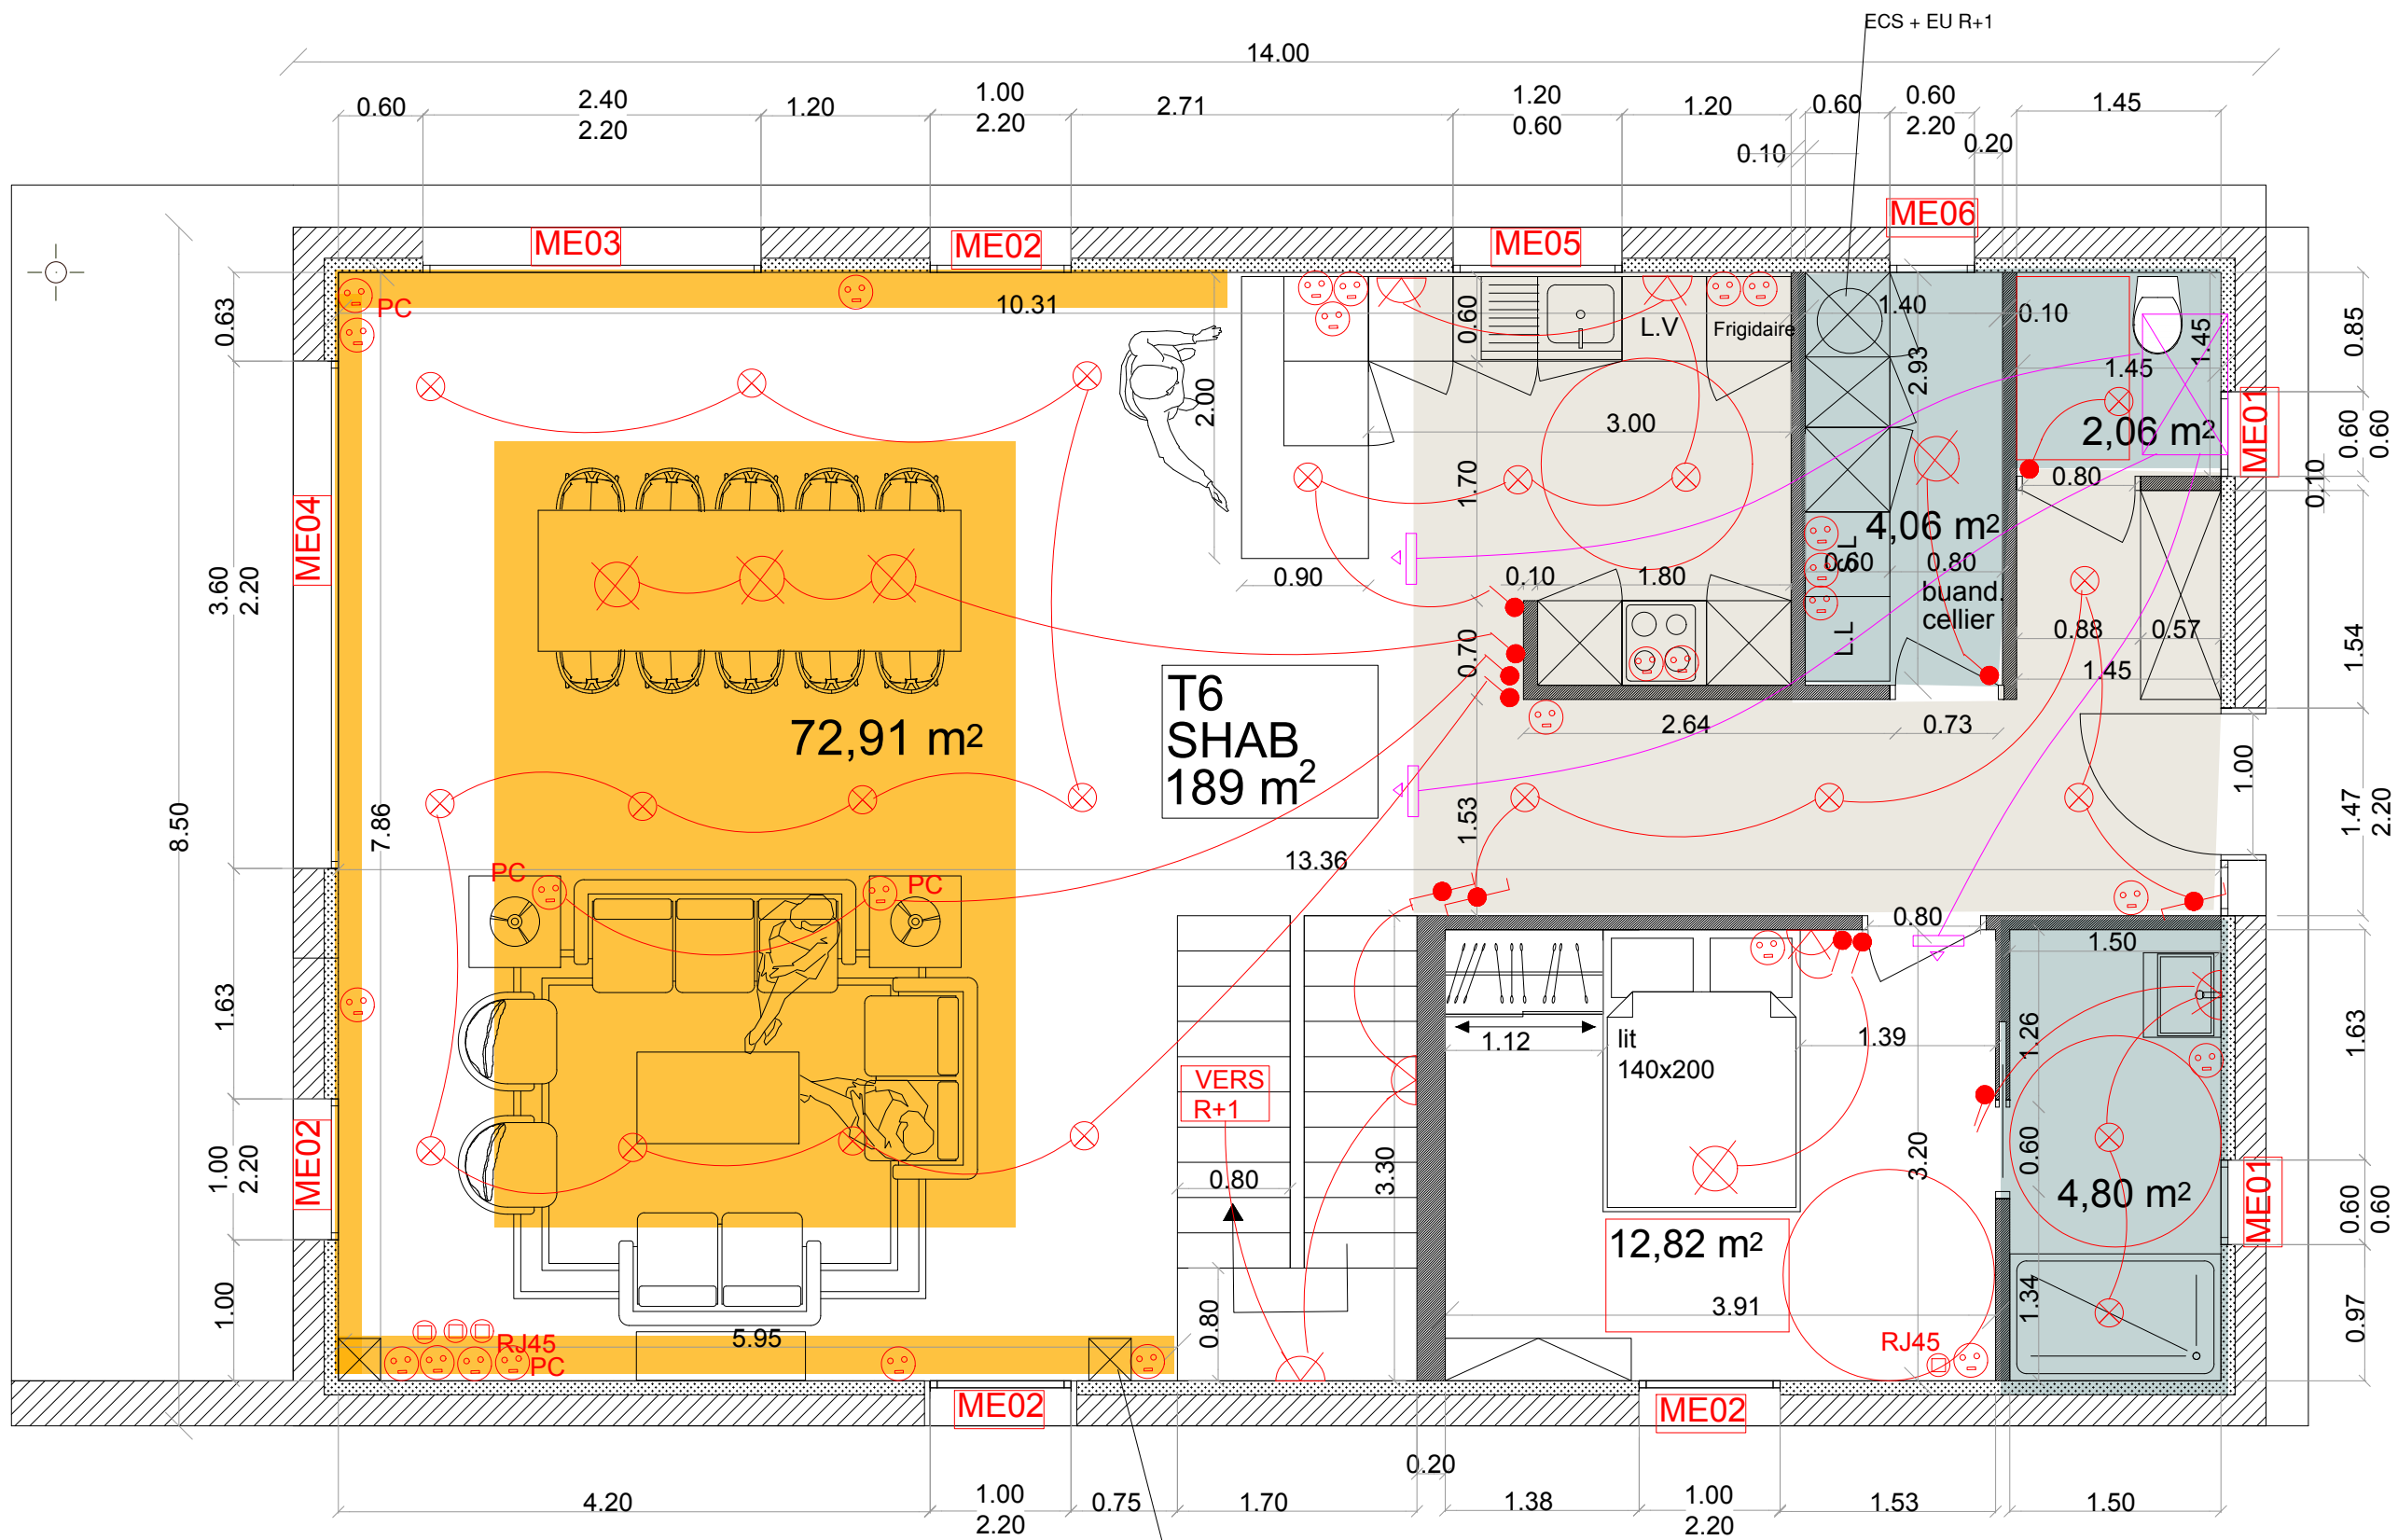 ECS + EU R+1
14.00
0.60
2.40
2.20
1.20
1.00
2.20
2.71
1.20
0.60
1.20
0.60
0.60
2.20
1.45
0.10
0.20
ME03
ME02
ME05
ME06
PC
10.31
0.60
L.V
Frigidaire
1.40
0.10
0.63
2.93
1.45
1.45
0.85
2.00
3.00
2,06 m2
ME01
0.60
0.60
0.80
0.10
1.70
4,06 m2
ME04
3.60
2.20
0.90
0.10
1.80
0.60
S.L
0.80
buand.
cellier
L.L
0.88
0.57
1.54
0.70
1.45
T6
SHAB
189 m2
72,91 m2
2.64
0.73
1.00
8.50
7.86
1.53
1.47
2.20
13.36
PC
PC
0.80
1.50
1.63
1.12
lit
140x200
1.39
1.26
1.63
VERS
R+1
ME02
1.00
2.20
0.80
3.30
3.20
0.60
4,80 m2
ME01
0.60
0.60
12,82 m2
1.00
0.80
3.91
1.34
0.97
5.95
RJ45
PC
RJ45
ME02
ME02
0.20
4.20
1.00
2.20
0.75
1.70
1.38
1.00
2.20
1.53
1.50